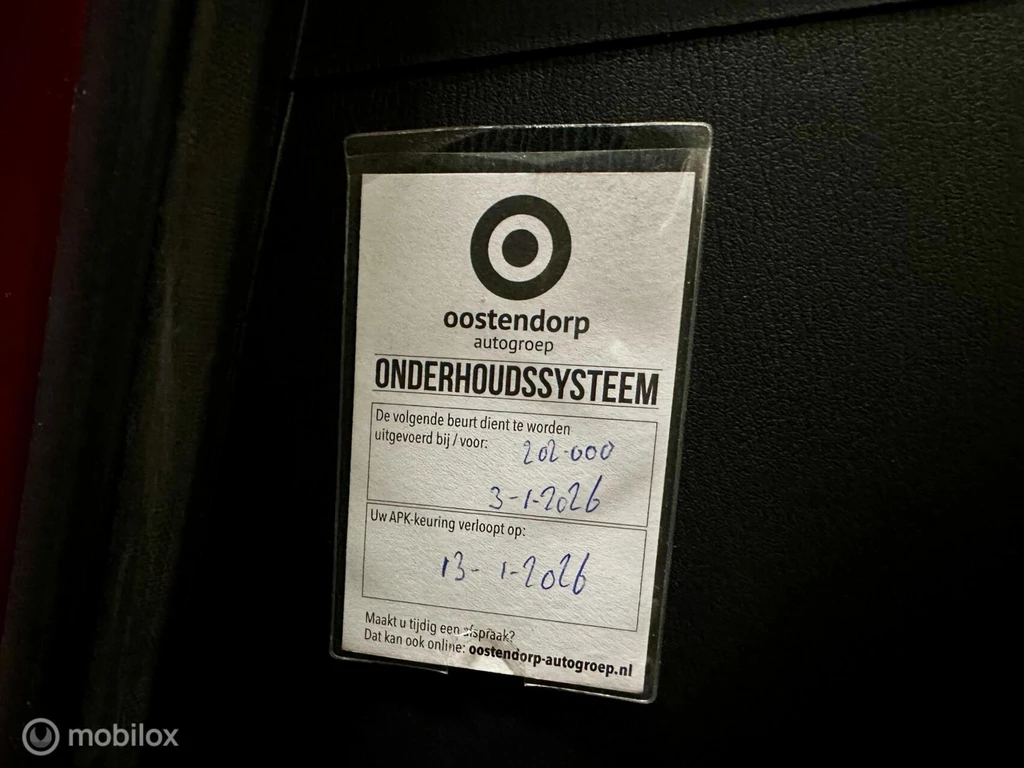 oostendorp
autogroep
ONDERHOUDSSYSTEEM
De volgende beurt dient te worden
uitgevoerd bij / voor: 202.000
3-1-2026
Uw APK-keuring verloopt op:
13-1-2026
Maakt u tijdig een afspraak?
Dat kan ook online: oostendorp-autogroep.nl
mobilox